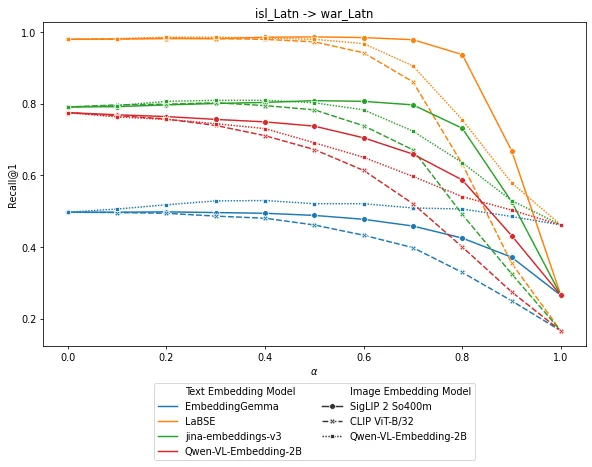 isl_Latn -> war_Latn
Recall@1
1.0
0.8
0.6
0.4
0.2
0.0 0.2 0.4 0.6 0.8 1.0
α
Text Embedding Model Image Embedding Model
EmbeddingGemma SigLIP 2 So400m
LaBSE CLIP ViT-B/32
jina-embeddings-v3 Qwen-VL-Embedding-2B
Qwen-VL-Embedding-2B